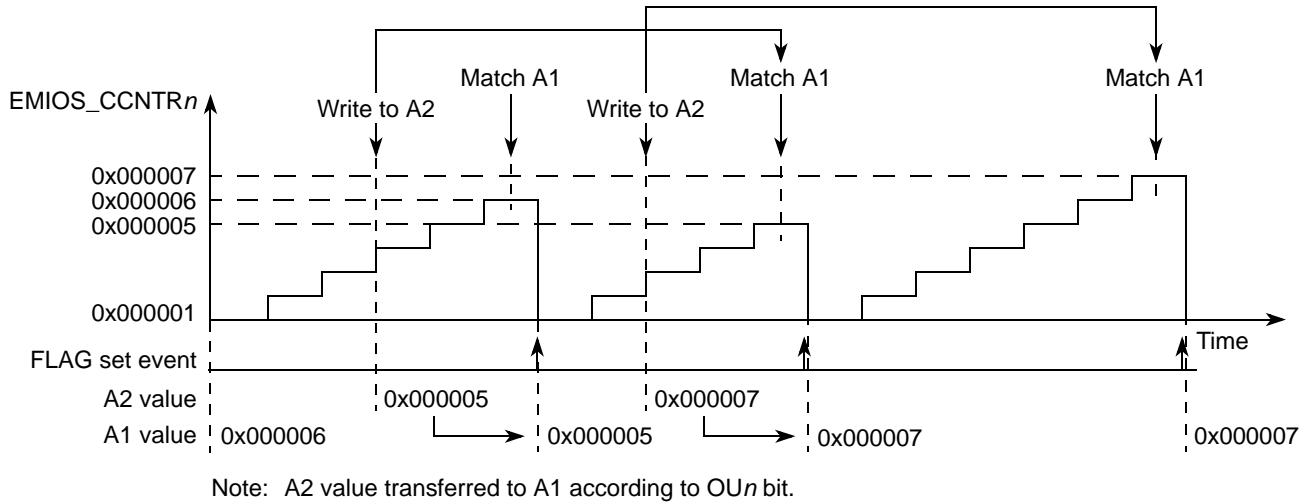 Match A1
Match A1
Match A1
EMIOS_CCNTRn
Write to A2
Write to A2
0x000007
0x000006
0x000005
0x000001
Time
FLAG set event
A2 value
0x000005
0x000007
A1 value
0x000006
0x000005
0x000007
0x000007
Note: A2 value transferred to A1 according to OUn bit.